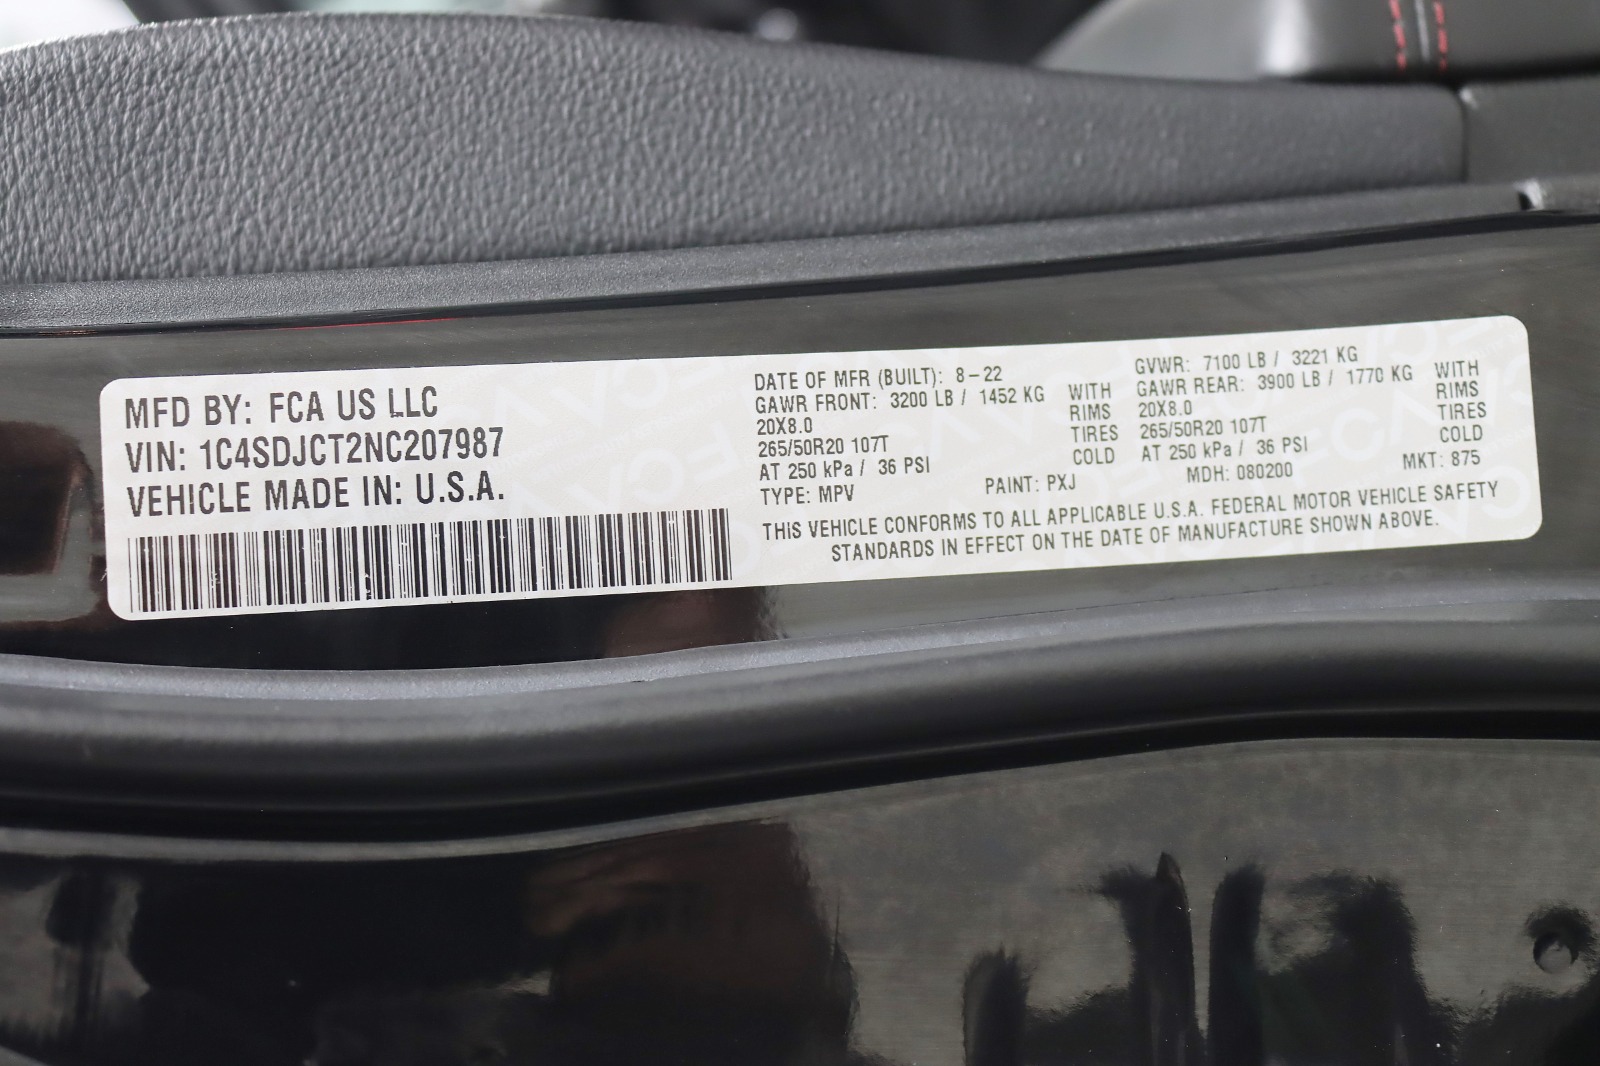 MFD BY: FCA US LLC
VIN: 1C4SDJCT2NC207987
VEHICLE MADE IN: U.S.A.
DATE OF MFR (BUILT): 8-22
GAWR FRONT: 3200 LB / 1452 KG WITH
20X8.0 RIMS
265/50R20 107T TIRES
AT 250 kPa / 36 PSI COLD
TYPE: MPV PAINT: PXJ
GVWR: 7100 LB / 3221 KG
GAWR REAR: 3900 LB / 1770 KG WITH
20X8.0 RIMS
265/50R20 107T TIRES
AT 250 kPa / 36 PSI COLD
MDH: 080200 MKT: 875
THIS VEHICLE CONFORMS TO ALL APPLICABLE U.S.A. FEDERAL MOTOR VEHICLE SAFETY
STANDARDS IN EFFECT ON THE DATE OF MANUFACTURE SHOWN ABOVE.